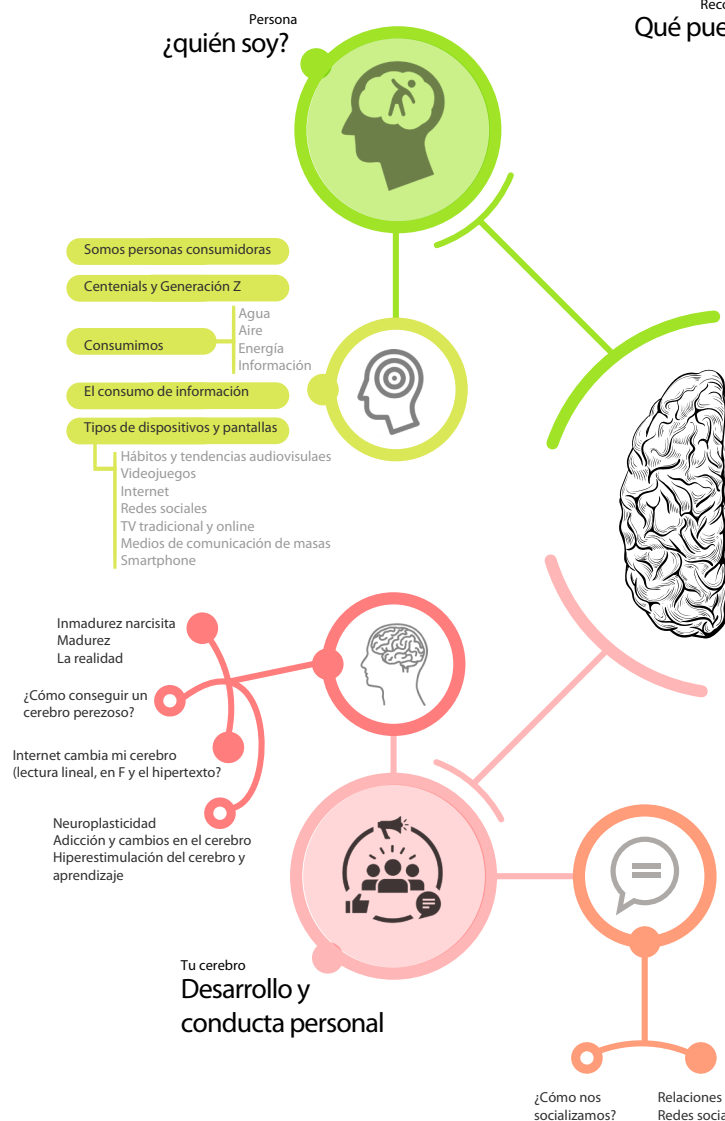 Persona
¿quién soy?
Qué
Somos personas consumidoras
Centenials y Generación Z
Consumimos
Agua
Aire
Energía
Información
El consumo de información
Tipos de dispositivos y pantallas
Hábitos y tendencias audiovisulaes
Videojuegos
Internet
Redes sociales
TV tradicional y online
Medios de comunicación de masas
Smartphone
Inmadurez narcisita
Madurez
La realidad
¿Cómo conseguir un
cerebro perezoso?
Internet cambia mi cerebro
(lectura lineal, en F y el hipertexto?
Neuroplasticidad
Adicción y cambios en el cerebro
Hiperestimulación del cerebro y
aprendizaje
Tu cerebro
Desarrollo y
conducta personal
¿Cómo nos
socializamos?
Relaciones
Redes